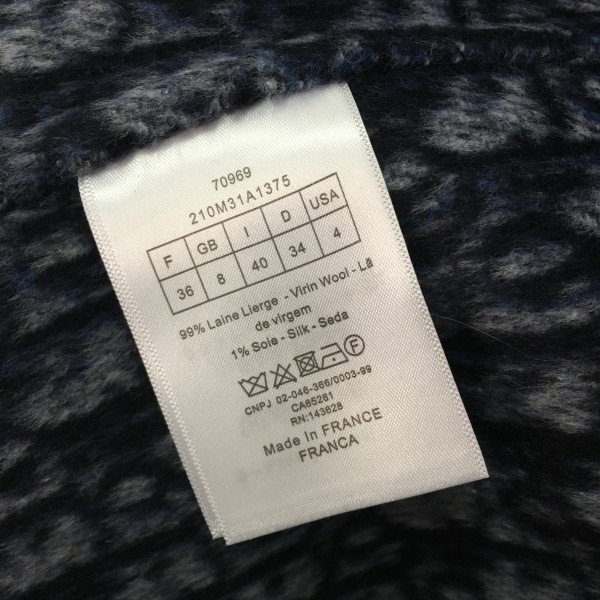 70969
210M31A1375
F GB I D USA
36 8 40 34 4
99% Laine Lierge - Virin Wool - Lã
de virgem
1% Soie - Silk - Seda
F
CNPJ 02-046-366/0003-99
CA65281
RN:143828
Made In FRANCE
FRANCA